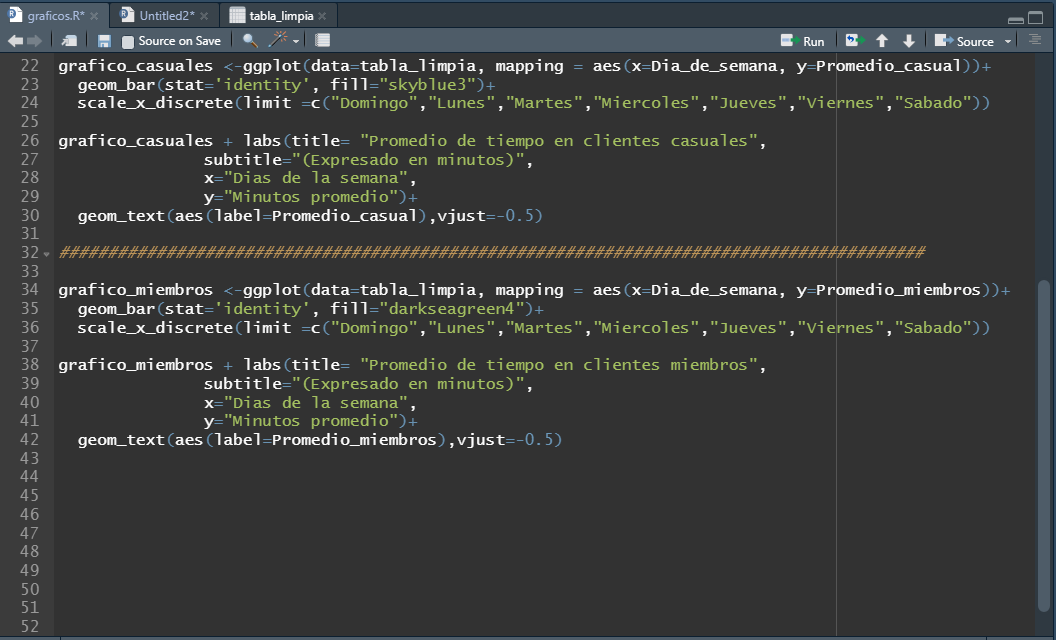 graficos.R* Untitled2* tabla_limpia
Source on Save Run Source
22 grafico_casuales <-ggplot(data=tabla_limpia, mapping = aes(x=Dia_de_semana, y=Promedio_casual))+
23 geom_bar(stat='identity', fill="skyblue3")+
24 scale_x_discrete(limit =c("Domingo","Lunes","Martes","Miercoles","Jueves","Viernes","Sabado"))
25
26 grafico_casuales + labs(title= "Promedio de tiempo en clientes casuales",
27 subtitle="(Expresado en minutos)",
28 x="Dias de la semana",
29 y="Minutos promedio")+
30 geom_text(aes(label=Promedio_casual),vjust=-0.5)
31
32 #########################################################################################
33
34 grafico_miembros <-ggplot(data=tabla_limpia, mapping = aes(x=Dia_de_semana, y=Promedio_miembros))+
35 geom_bar(stat='identity', fill="darkseagreen4")+
36 scale_x_discrete(limit =c("Domingo","Lunes","Martes","Miercoles","Jueves","Viernes","Sabado"))
37
38 grafico_miembros + labs(title= "Promedio de tiempo en clientes miembros",
39 subtitle="(Expresado en minutos)",
40 x="Dias de la semana",
41 y="Minutos promedio")+
42 geom_text(aes(label=Promedio_miembros),vjust=-0.5)
43
44
45
46
47
48
49
50
51
52